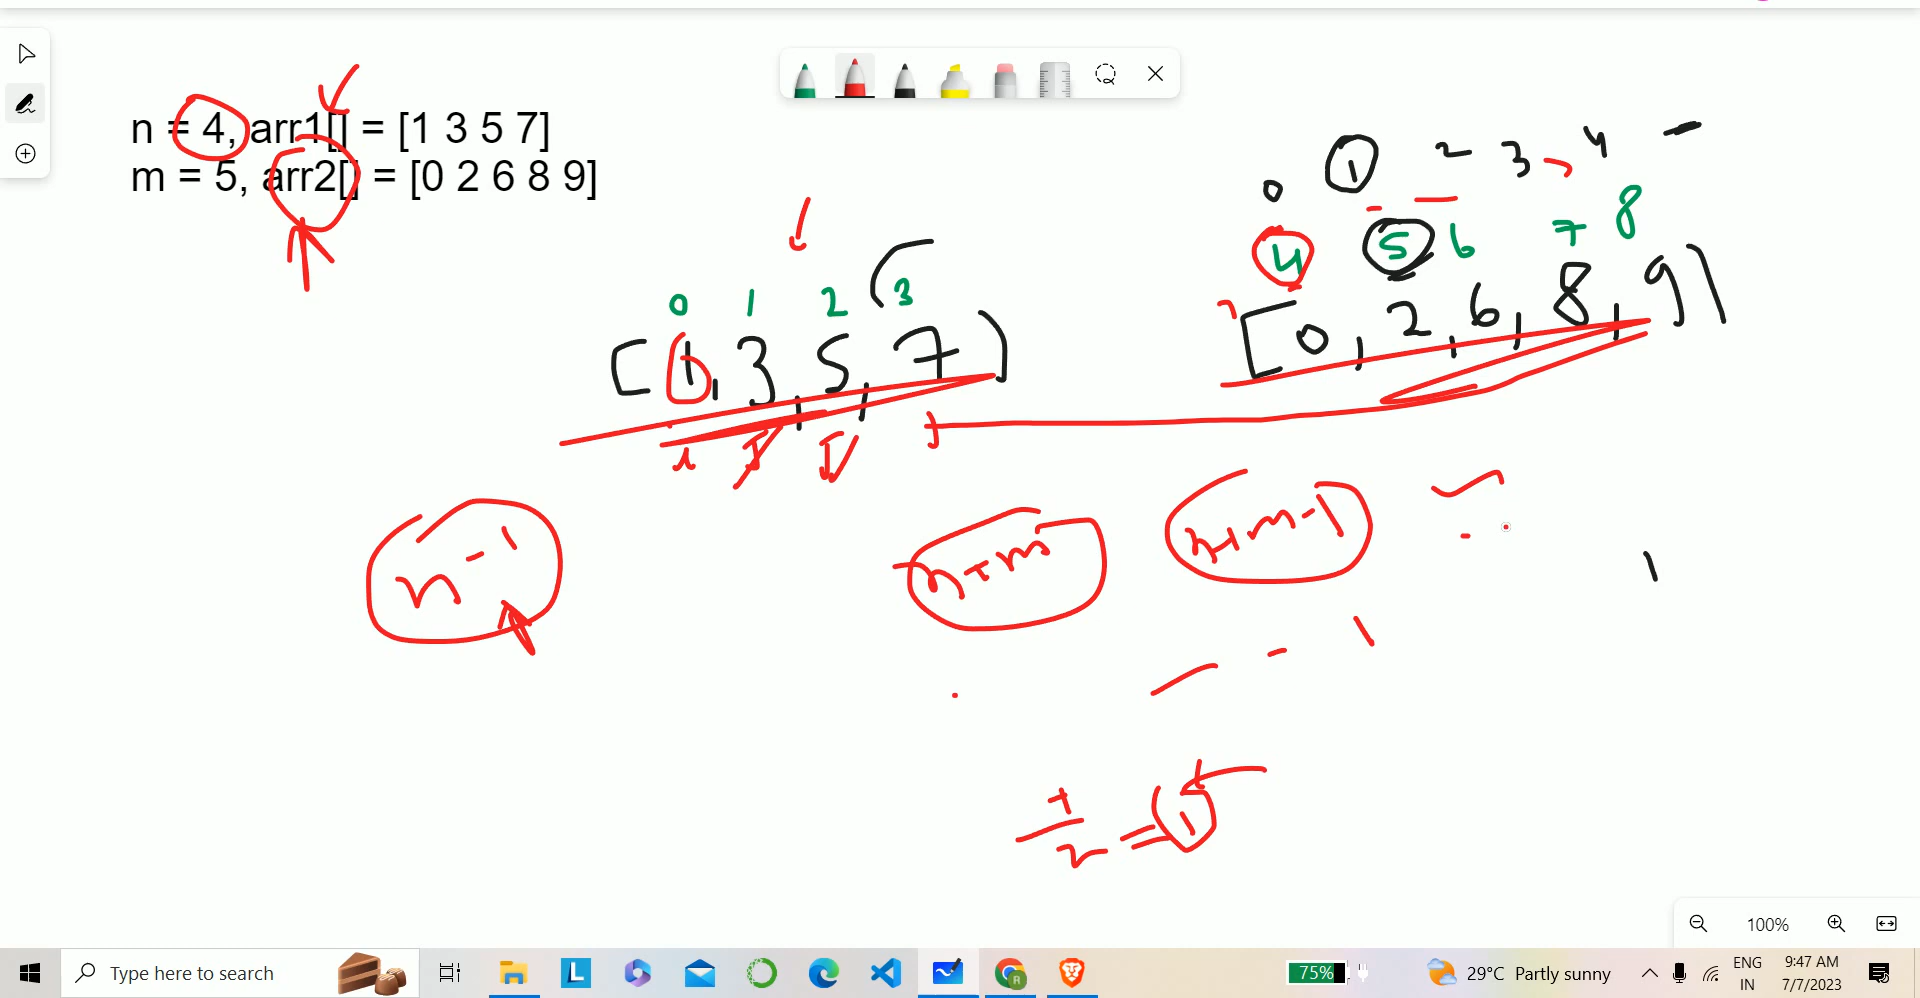 n = 4, arr1[] = [1 3 5 7]
m = 5, arr2[] = [0 2 6 8 9]
0 1 2 3 4
4 5 6 7 8
0 1 2 3
[1, 3, 5, 7]
[0, 2, 6, 8, 9]
i
j
n-1
n+m
n+m-1
1
1
2 = 1
100%
Type here to search
75%
29°C Partly sunny
ENG
IN
9:47 AM
7/7/2023